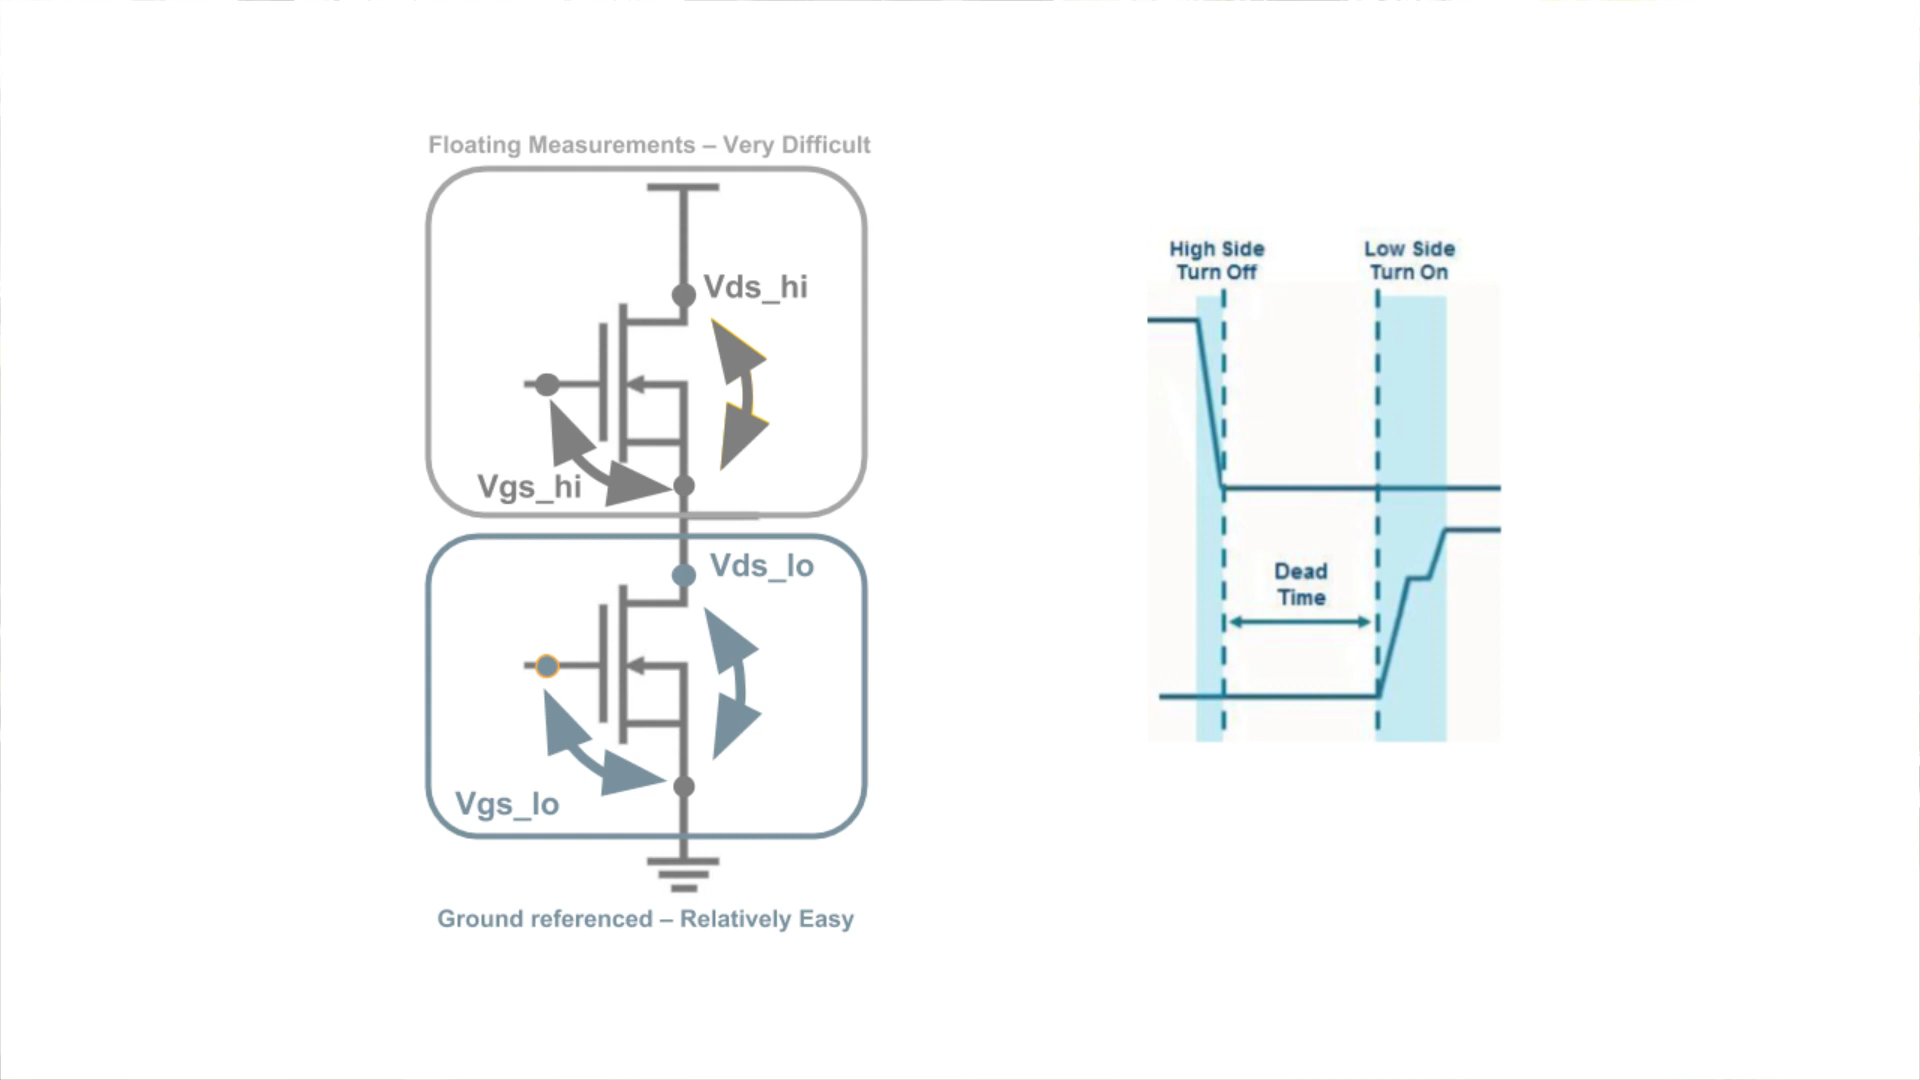 Floating Measurements – Very Difficult
Vds_hi
Vgs_hi
Vds_lo
Vgs_lo
Ground referenced – Relatively Easy
High Side
Turn Off
Low Side
Turn On
Dead
Time